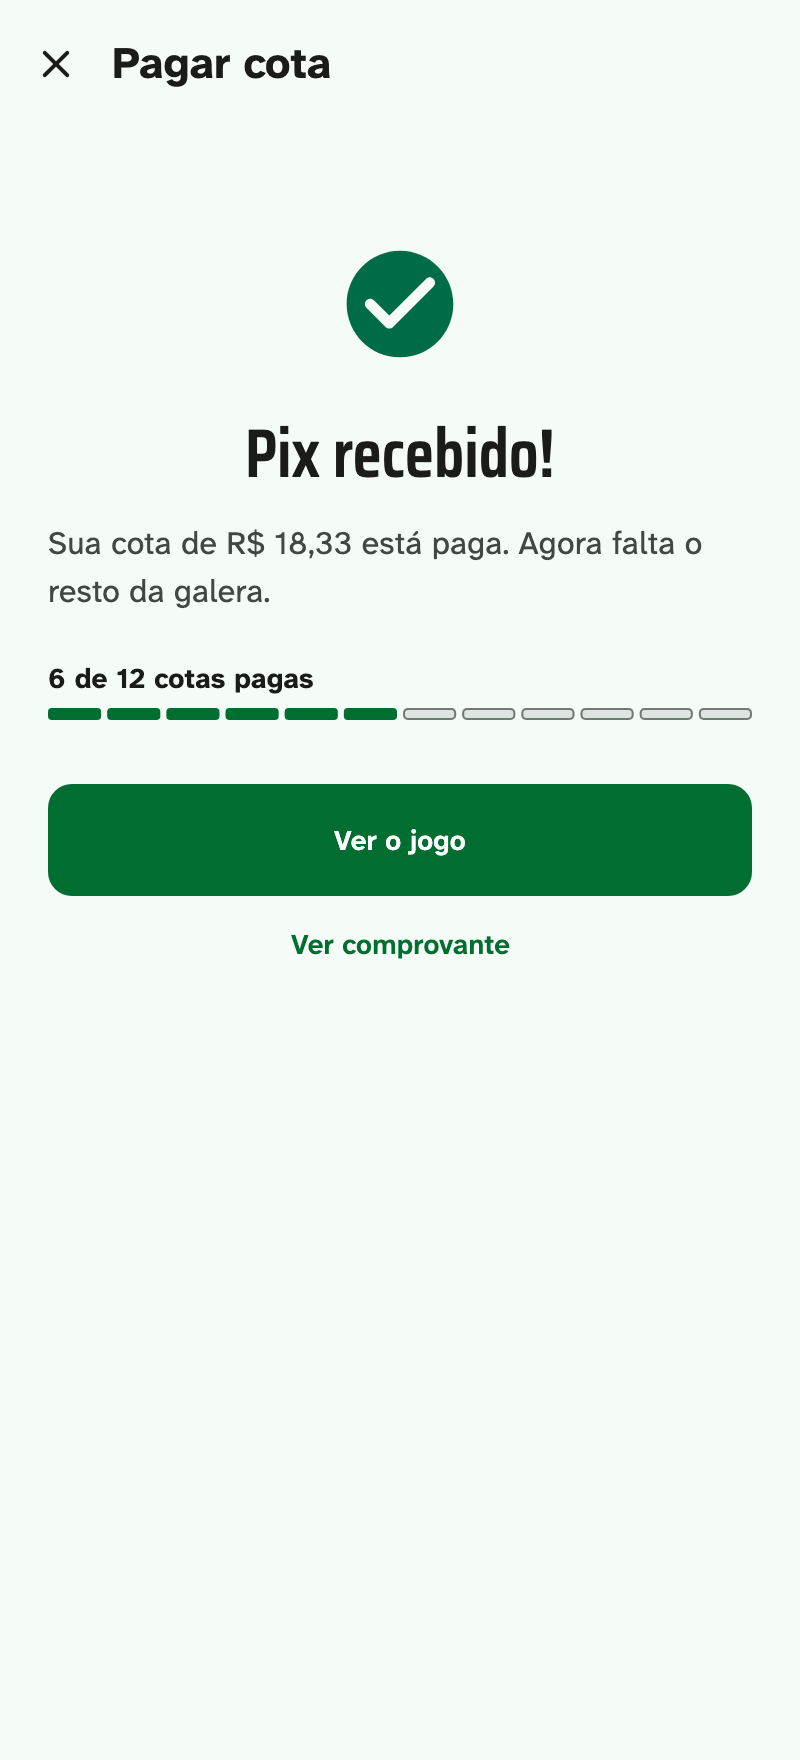 Pagar cota
Pix recebido!
Sua cota de R$ 18,33 está paga. Agora falta o
resto da galera.
6 de 12 cotas pagas
Ver o jogo
Ver comprovante